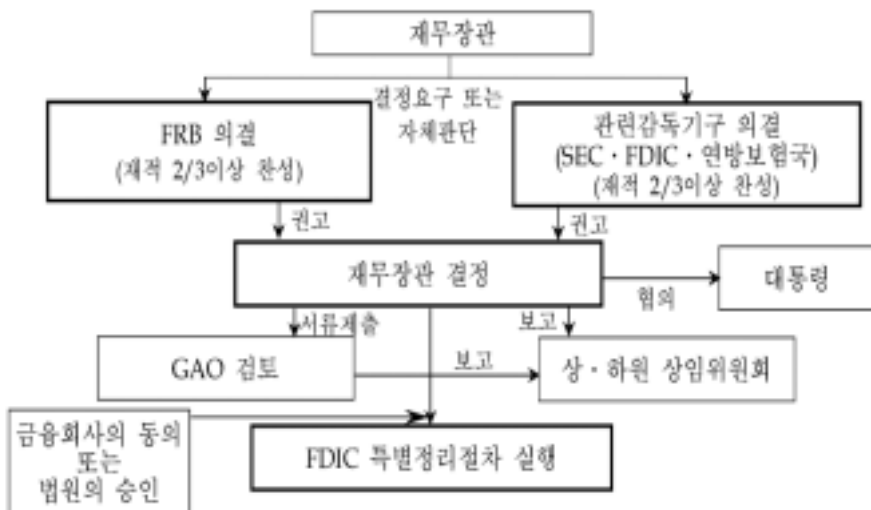 재무장관
결정요구 또는
자체판단
FRB 의결
(재적 2/3이상 찬성)
관련감독기구 의결
(SEC·FDIC·연방보험국)
(재적 2/3이상 찬성)
권고
권고
재무장관 결정
협의
대통령
서류제출
보고
GAO 검토
보고
상·하원 상임위원회
금융회사의 동의
또는
법원의 승인
FDIC 특별정리절차 실행